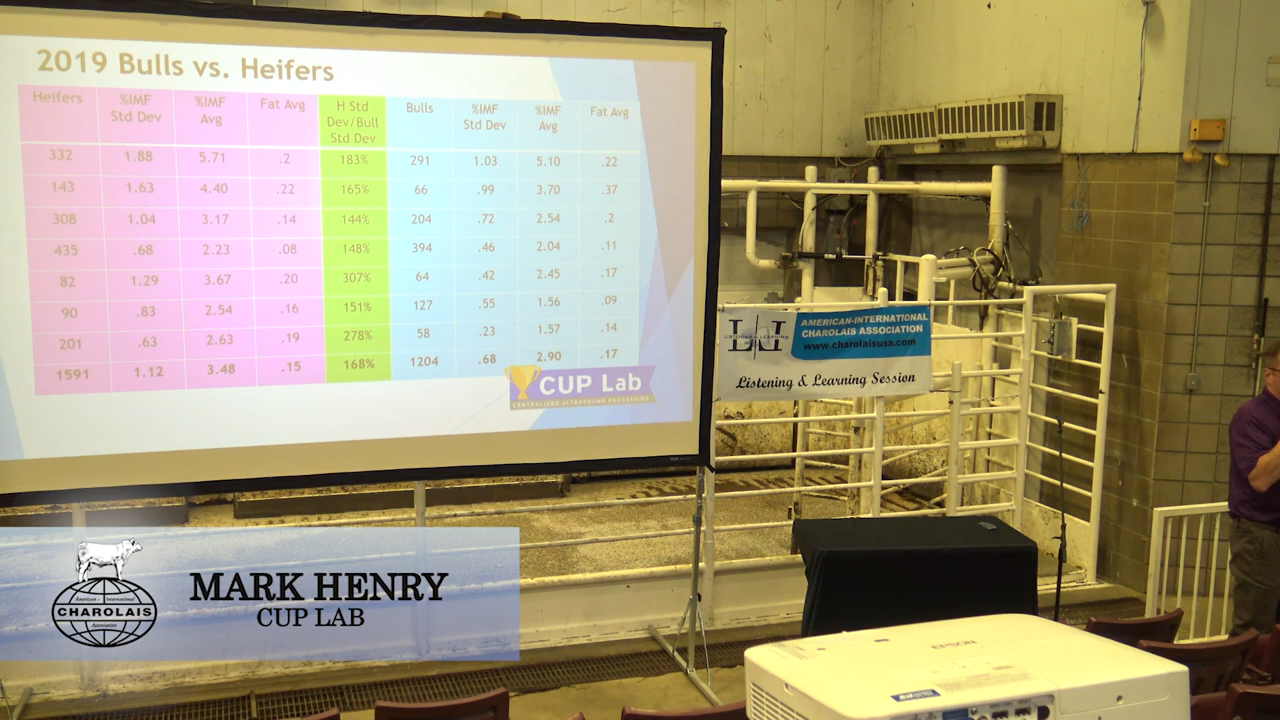 2019 Bulls vs. Heifers
Heifers %IMF Std Dev %IMF Avg Fat Avg H Std Dev/Bull Std Dev Bulls %IMF Std Dev %IMF Avg Fat Avg
332 1.88 5.71 .2 183% 291 1.03 5.10 .22
143 1.63 4.40 .22 165% 66 .99 3.70 .37
308 1.04 3.17 .14 144% 204 .72 2.54 .2
435 .68 2.23 .08 148% 394 .46 2.04 .11
82 1.29 3.67 .20 307% 64 .42 2.45 .17
90 .83 2.54 .16 151% 127 .55 1.56 .09
201 .63 2.63 .19 278% 58 .23 1.57 .14
1591 1.12 3.48 .15 168% 1204 .68 2.90 .17
CUP Lab
CENTRALIZED ULTRASOUND PROCESSING
LISTENING & LEARNING
AMERICAN-INTERNATIONAL
CHAROLAIS ASSOCIATION
www.charolaisusa.com
Listening & Learning Session
American - International
CHAROLAIS
Association
MARK HENRY
CUP LAB
EPSON